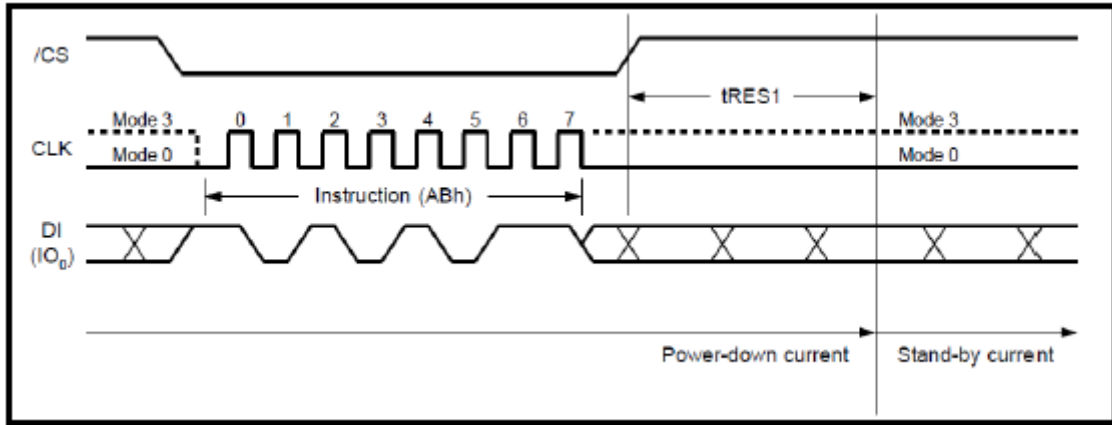 /CS
tRES1
Mode 3
0 1 2 3 4 5 6 7
Mode 3
CLK
Mode 0
Mode 0
Instruction (ABh)
DI
(IO0)
Power-down current
Stand-by current